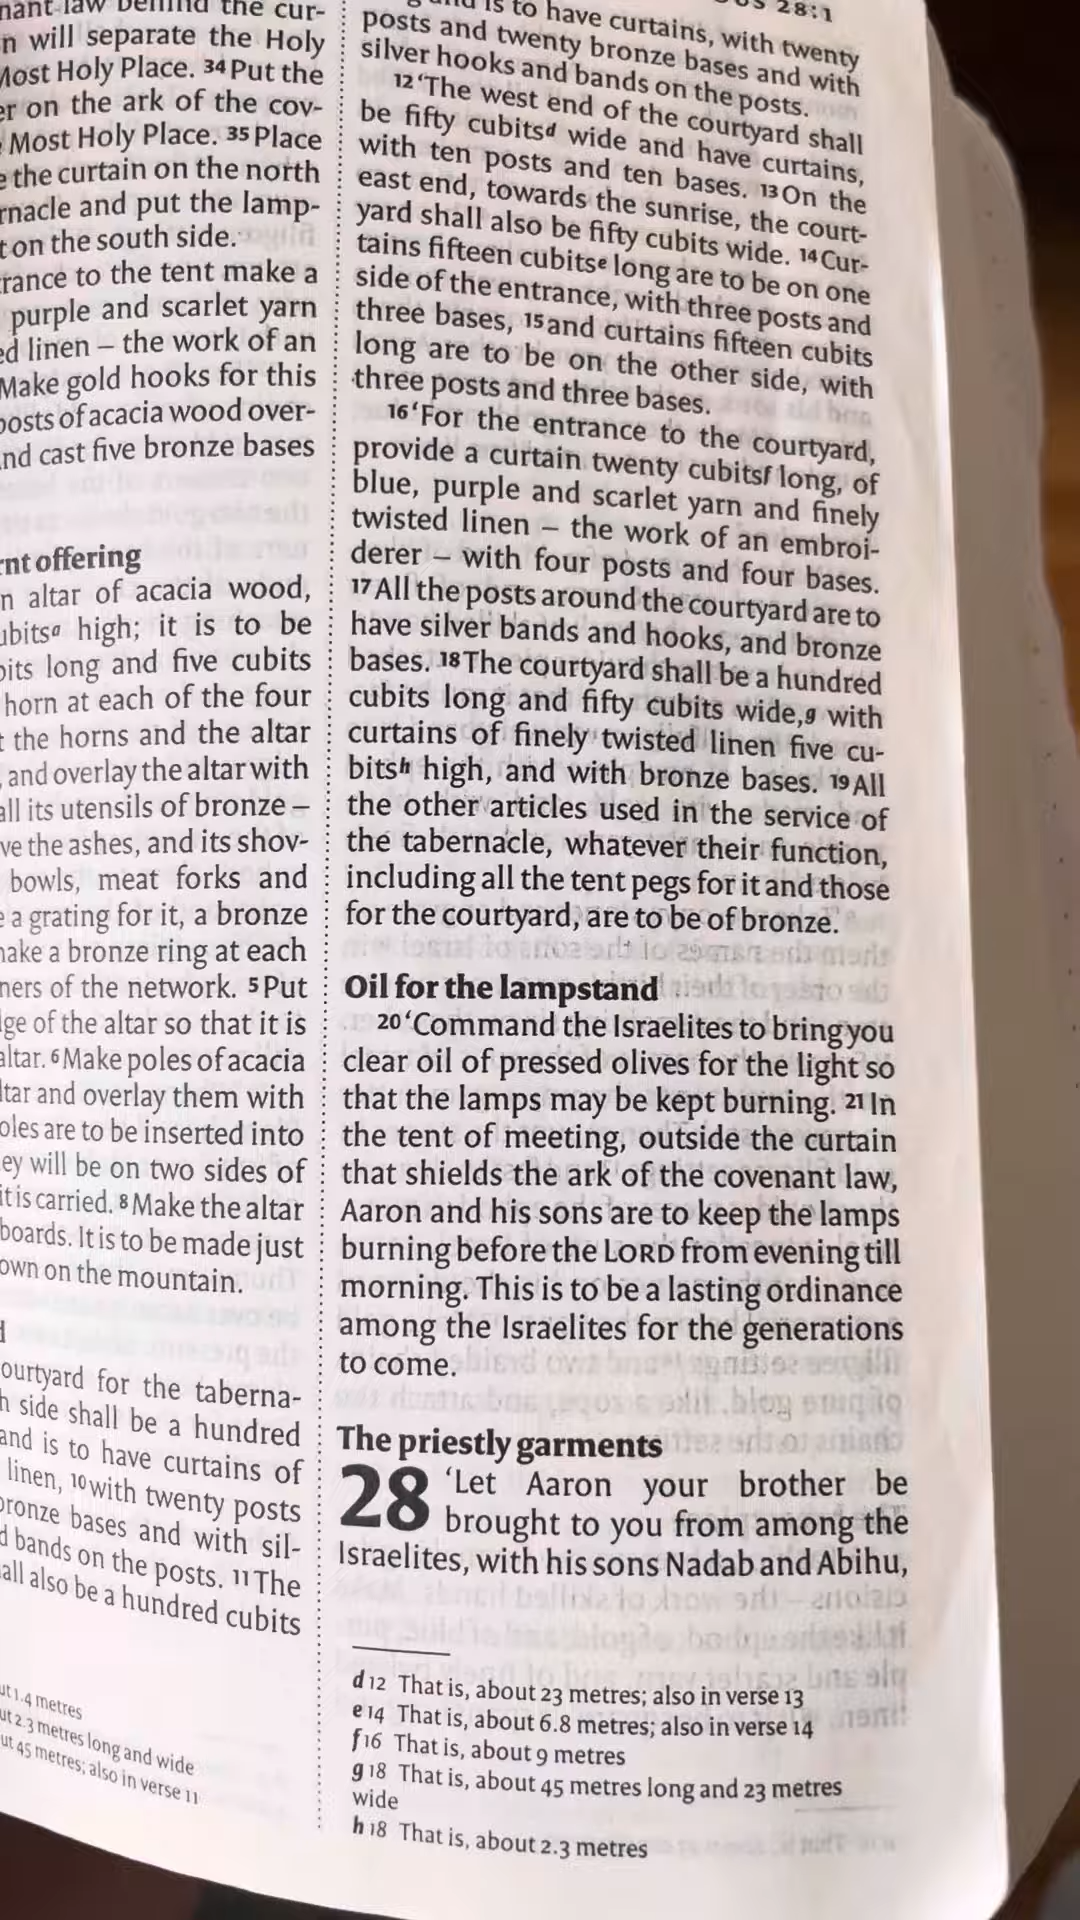 law behind the cur-
will separate the Holy
Most Holy Place. 34 Put the
on the ark of the cov-
Most Holy Place. 35 Place
the curtain on the north
and put the lamp-
on the south side.
to the tent make a
purple and scarlet yarn
linen – the work of an
Make gold hooks for this
posts of acacia wood over-
cast five bronze bases
offering
altar of acacia wood,
high; it is to be
long and five cubits
horn at each of the four
the horns and the altar
and overlay the altar with
all its utensils of bronze –
the ashes, and its shov-
bowls, meat forks and
a grating for it, a bronze
make a bronze ring at each
of the network. 5 Put
of the altar so that it is
altar. 6 Make poles of acacia
and overlay them with
are to be inserted into
will be on two sides of
it is carried. 8 Make the altar
boards. It is to be made just
on the mountain.
courtyard for the taberna-
side shall be a hundred
and is to have curtains of
linen, 10 with twenty posts
bronze bases and with sil-
bands on the posts. 11 The
also be a hundred cubits
1.4 metres
2.3 metres long and wide
45 metres; also in verse 11
28:1
is to have curtains, with twenty
posts and twenty bronze bases and with
silver hooks and bands on the posts.
12 ‘The west end of the courtyard shall
be fifty cubits d wide and have curtains,
with ten posts and ten bases. 13 On the
east end, towards the sunrise, the court-
yard shall also be fifty cubits wide. 14 Cur-
tains fifteen cubits e long are to be on one
side of the entrance, with three posts and
three bases, 15 and curtains fifteen cubits
long are to be on the other side, with
three posts and three bases.
16 ‘For the entrance to the courtyard,
provide a curtain twenty cubits f long, of
blue, purple and scarlet yarn and finely
twisted linen – the work of an embroi-
derer – with four posts and four bases.
17 All the posts around the courtyard are to
have silver bands and hooks, and bronze
bases. 18 The courtyard shall be a hundred
cubits long and fifty cubits wide, g with
curtains of finely twisted linen five cu-
bits h high, and with bronze bases. 19 All
the other articles used in the service of
the tabernacle, whatever their function,
including all the tent pegs for it and those
for the courtyard, are to be of bronze.
Oil for the lampstand
20 ‘Command the Israelites to bring you
clear oil of pressed olives for the light so
that the lamps may be kept burning. 21 In
the tent of meeting, outside the curtain
that shields the ark of the covenant law,
Aaron and his sons are to keep the lamps
burning before the LORD from evening till
morning. This is to be a lasting ordinance
among the Israelites for the generations
to come.
The priestly garments
28 ‘Let Aaron your brother be
brought to you from among the
Israelites, with his sons Nadab and Abihu,
d 12 That is, about 23 metres; also in verse 13
e 14 That is, about 6.8 metres; also in verse 14
f 16 That is, about 9 metres
g 18 That is, about 45 metres long and 23 metres
wide
h 18 That is, about 2.3 metres